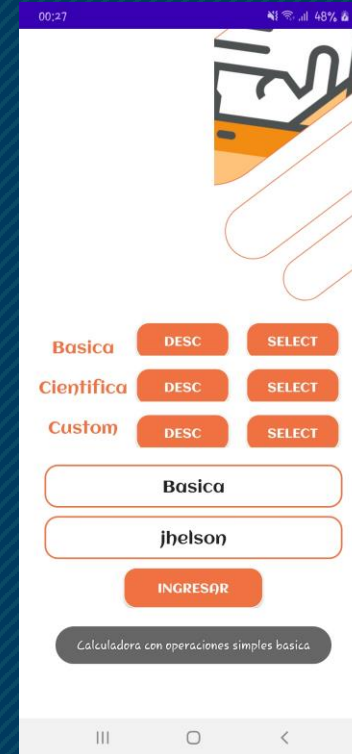 00:27 48%
Basica DESC SELECT
Cientifica DESC SELECT
Custom DESC SELECT
Basica
jhelson
INGRESAR
Calculadora con operaciones simples basica